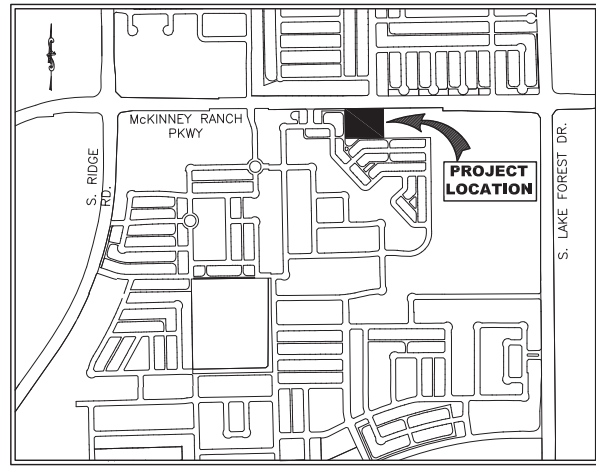 McKINNEY RANCH
PKWY
S. RIDGE
RD.
PROJECT
LOCATION
S. LAKE FOREST DR.